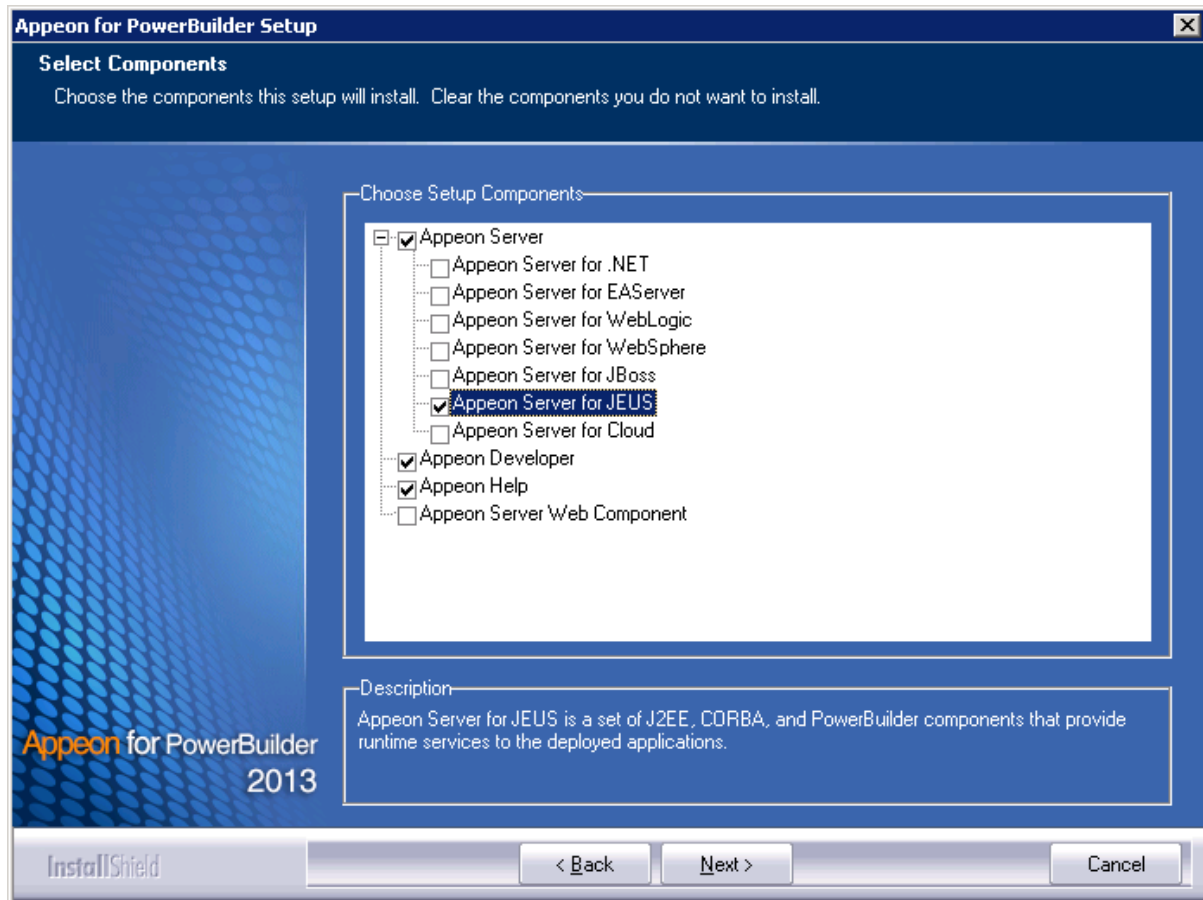 Appeon for PowerBuilder Setup
Select Components
Choose the components this setup will install. Clear the components you do not want to install.
Choose Setup Components
Appeon Server
Appeon Server for .NET
Appeon Server for EAServer
Appeon Server for WebLogic
Appeon Server for WebSphere
Appeon Server for JBoss
Appeon Server for JEUS
Appeon Server for Cloud
Appeon Developer
Appeon Help
Appeon Server Web Component
Description
Appeon Server for JEUS is a set of J2EE, CORBA, and PowerBuilder components that provide
runtime services to the deployed applications.
Appeon for PowerBuilder
2013
InstallShield
< Back
Next >
Cancel